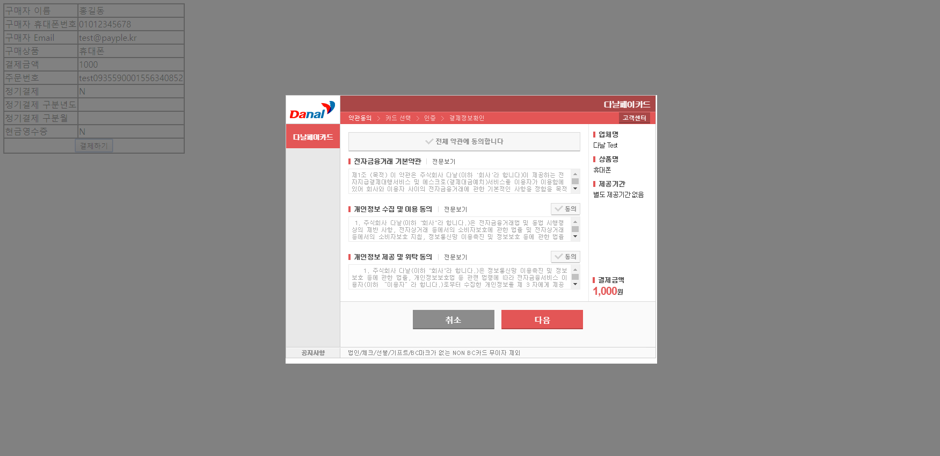 구매자 이름 홍길동
구매자 휴대폰번호 01012345678
구매자 Email test@payple.kr
구매상품 휴대폰
결제금액 1000
주문번호 test0935590001556340852
정기결제 N
정기결제 구분년도
정기결제 구분월
현금영수증 N
결제하기
Danal
다날페이카드
약관동의 > 카드 선택 > 인증 > 결제정보확인
고객센터
다날페이카드
전체 약관에 동의합니다
전자금융거래 기본약관 | 전문보기
제1조 (목적) 이 약관은 주식회사 다날(이하 '회사'라 합니다)이 제공하는 전
자지급결제대행서비스 및 에스크로(결제대금예치)서비스를 이용자가 이용함에
있어 회사와 이용자 사이의 전자금융거래에 관한 기본적인 사항을 정함을 목적
개인정보 수집 및 이용 동의 | 전문보기
동의
1. 주식회사 다날(이하 "회사"라 합니다.)은 전자금융거래법 및 동법 시행령
상의 제반 사항, 전자상거래 등에서의 소비자보호에 관한 법률 및 전자상거래
등에서의 소비자보호 지침, 정보통신망 이용촉진 및 정보보호 등에 관한 법률
개인정보 제공 및 위탁 동의 | 전문보기
동의
1. 주식회사 다날(이하 "회사"라 합니다.)은 정보통신망 이용촉진 및 정보
보호 등에 관한 법률, 개인정보보호법 등 관련 법령에 따라 전자금융서비스 이
용자(이하 "이용자" 라 합니다.)로부터 수집한 개인정보를 제 3 자에게 제공
업체명
다날 Test
상품명
휴대폰
제공기간
별도 제공기간 없음
결제금액
1,000원
취소
다음
공지사항
법인/체크/선불/기프트/BC마크가 없는 NON BC카드 무이자 제외